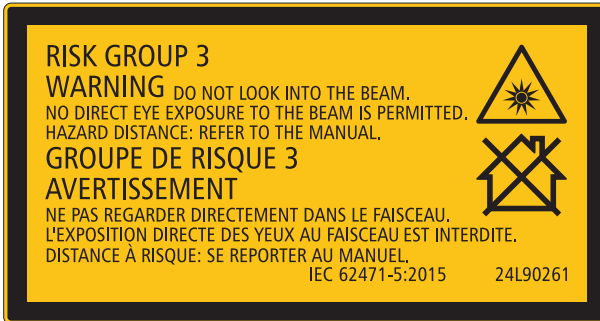 RISK GROUP 3
WARNING DO NOT LOOK INTO THE BEAM.
NO DIRECT EYE EXPOSURE TO THE BEAM IS PERMITTED.
HAZARD DISTANCE: REFER TO THE MANUAL.
GROUPE DE RISQUE 3
AVERTISSEMENT
NE PAS REGARDER DIRECTEMENT DANS LE FAISCEAU.
L'EXPOSITION DIRECTE DES YEUX AU FAISCEAU EST INTERDITE.
DISTANCE À RISQUE: SE REPORTER AU MANUEL.
IEC 62471-5:2015 24L90261